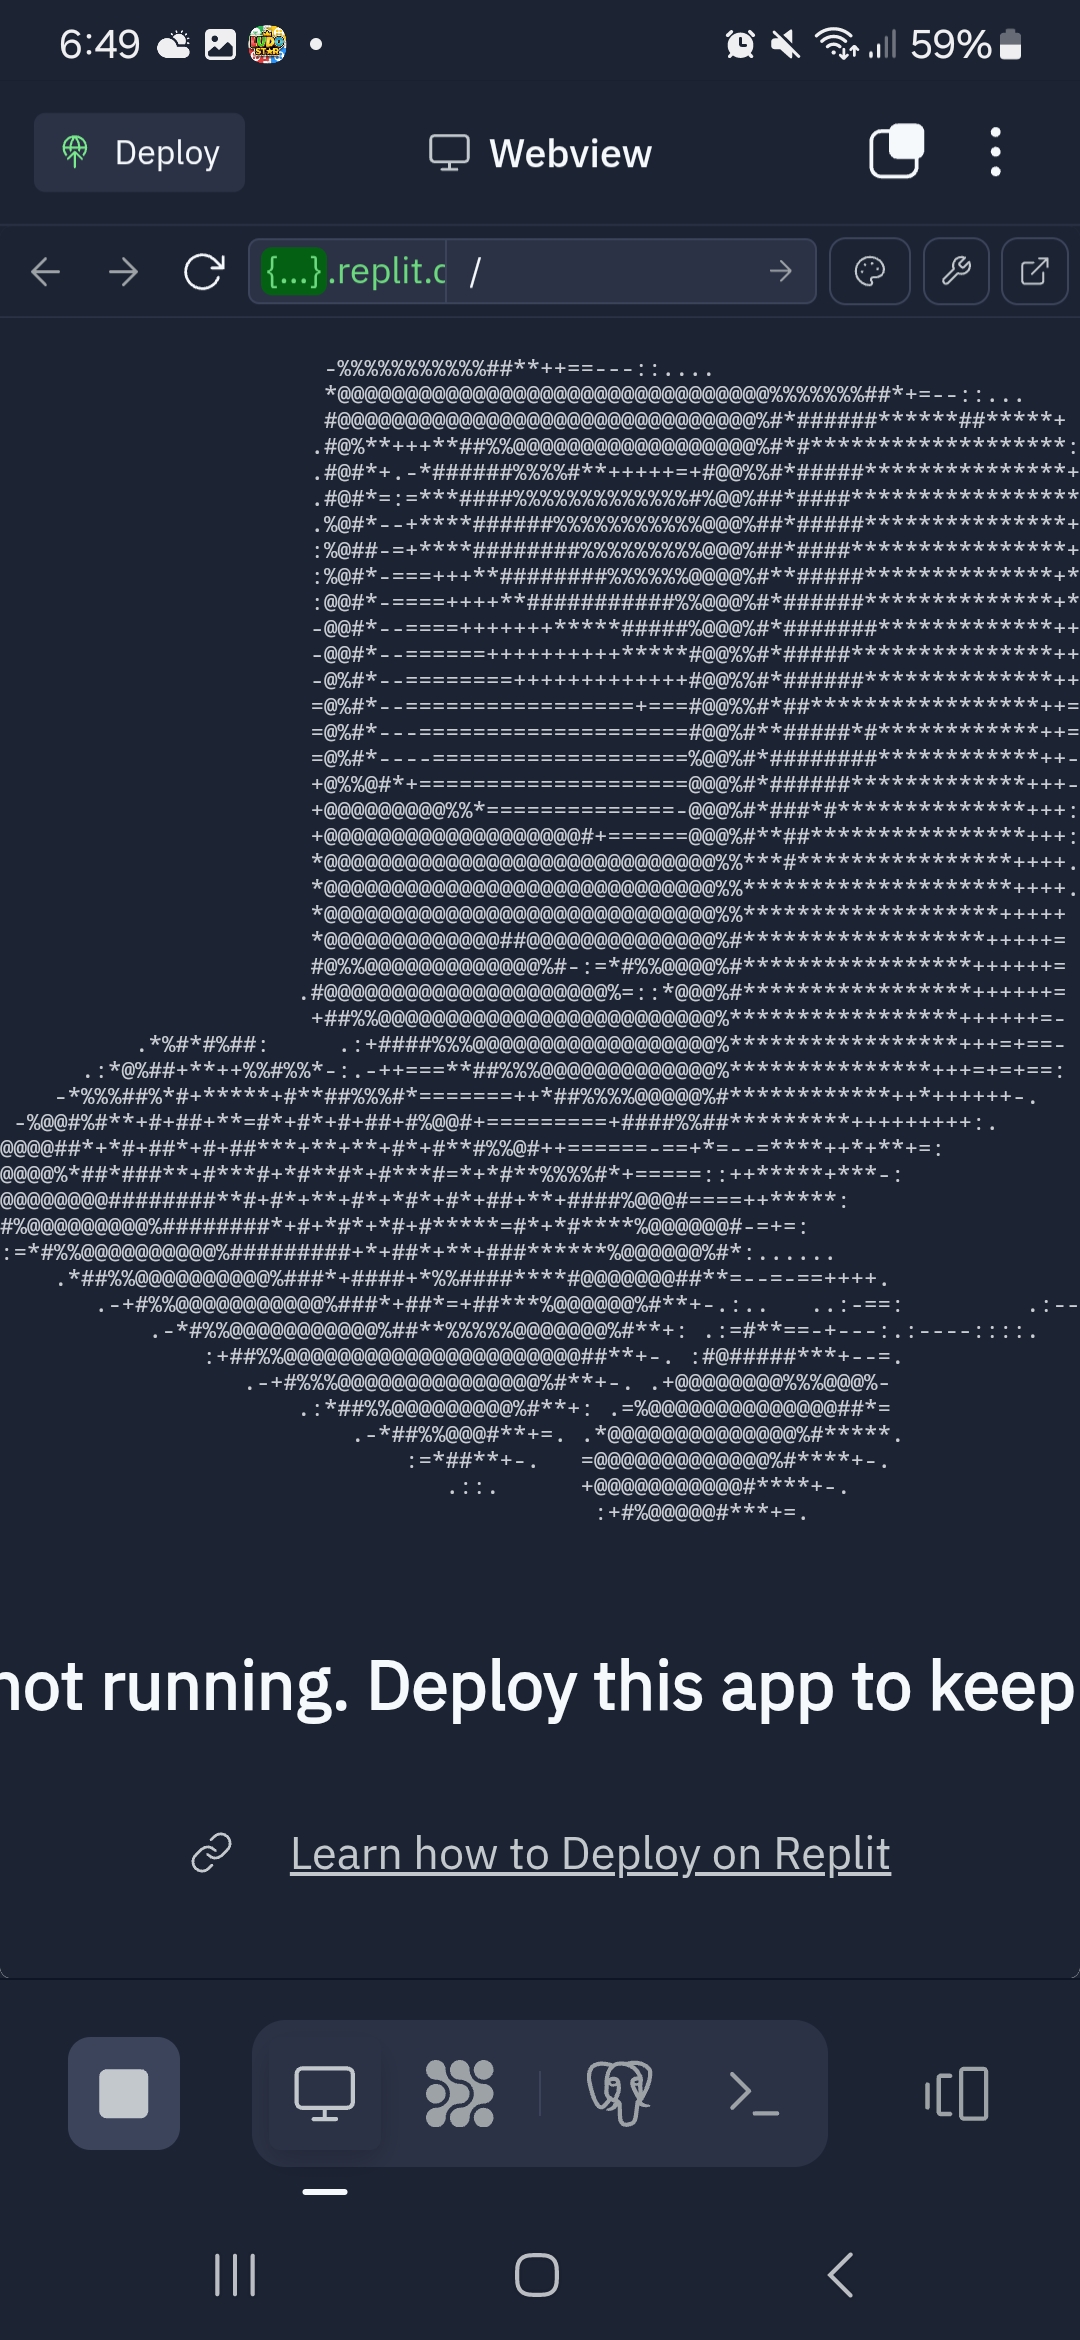 6:49
59%
Deploy
Webview
{...}.replit.c
/
not running. Deploy this app to keep
Learn how to Deploy on Replit